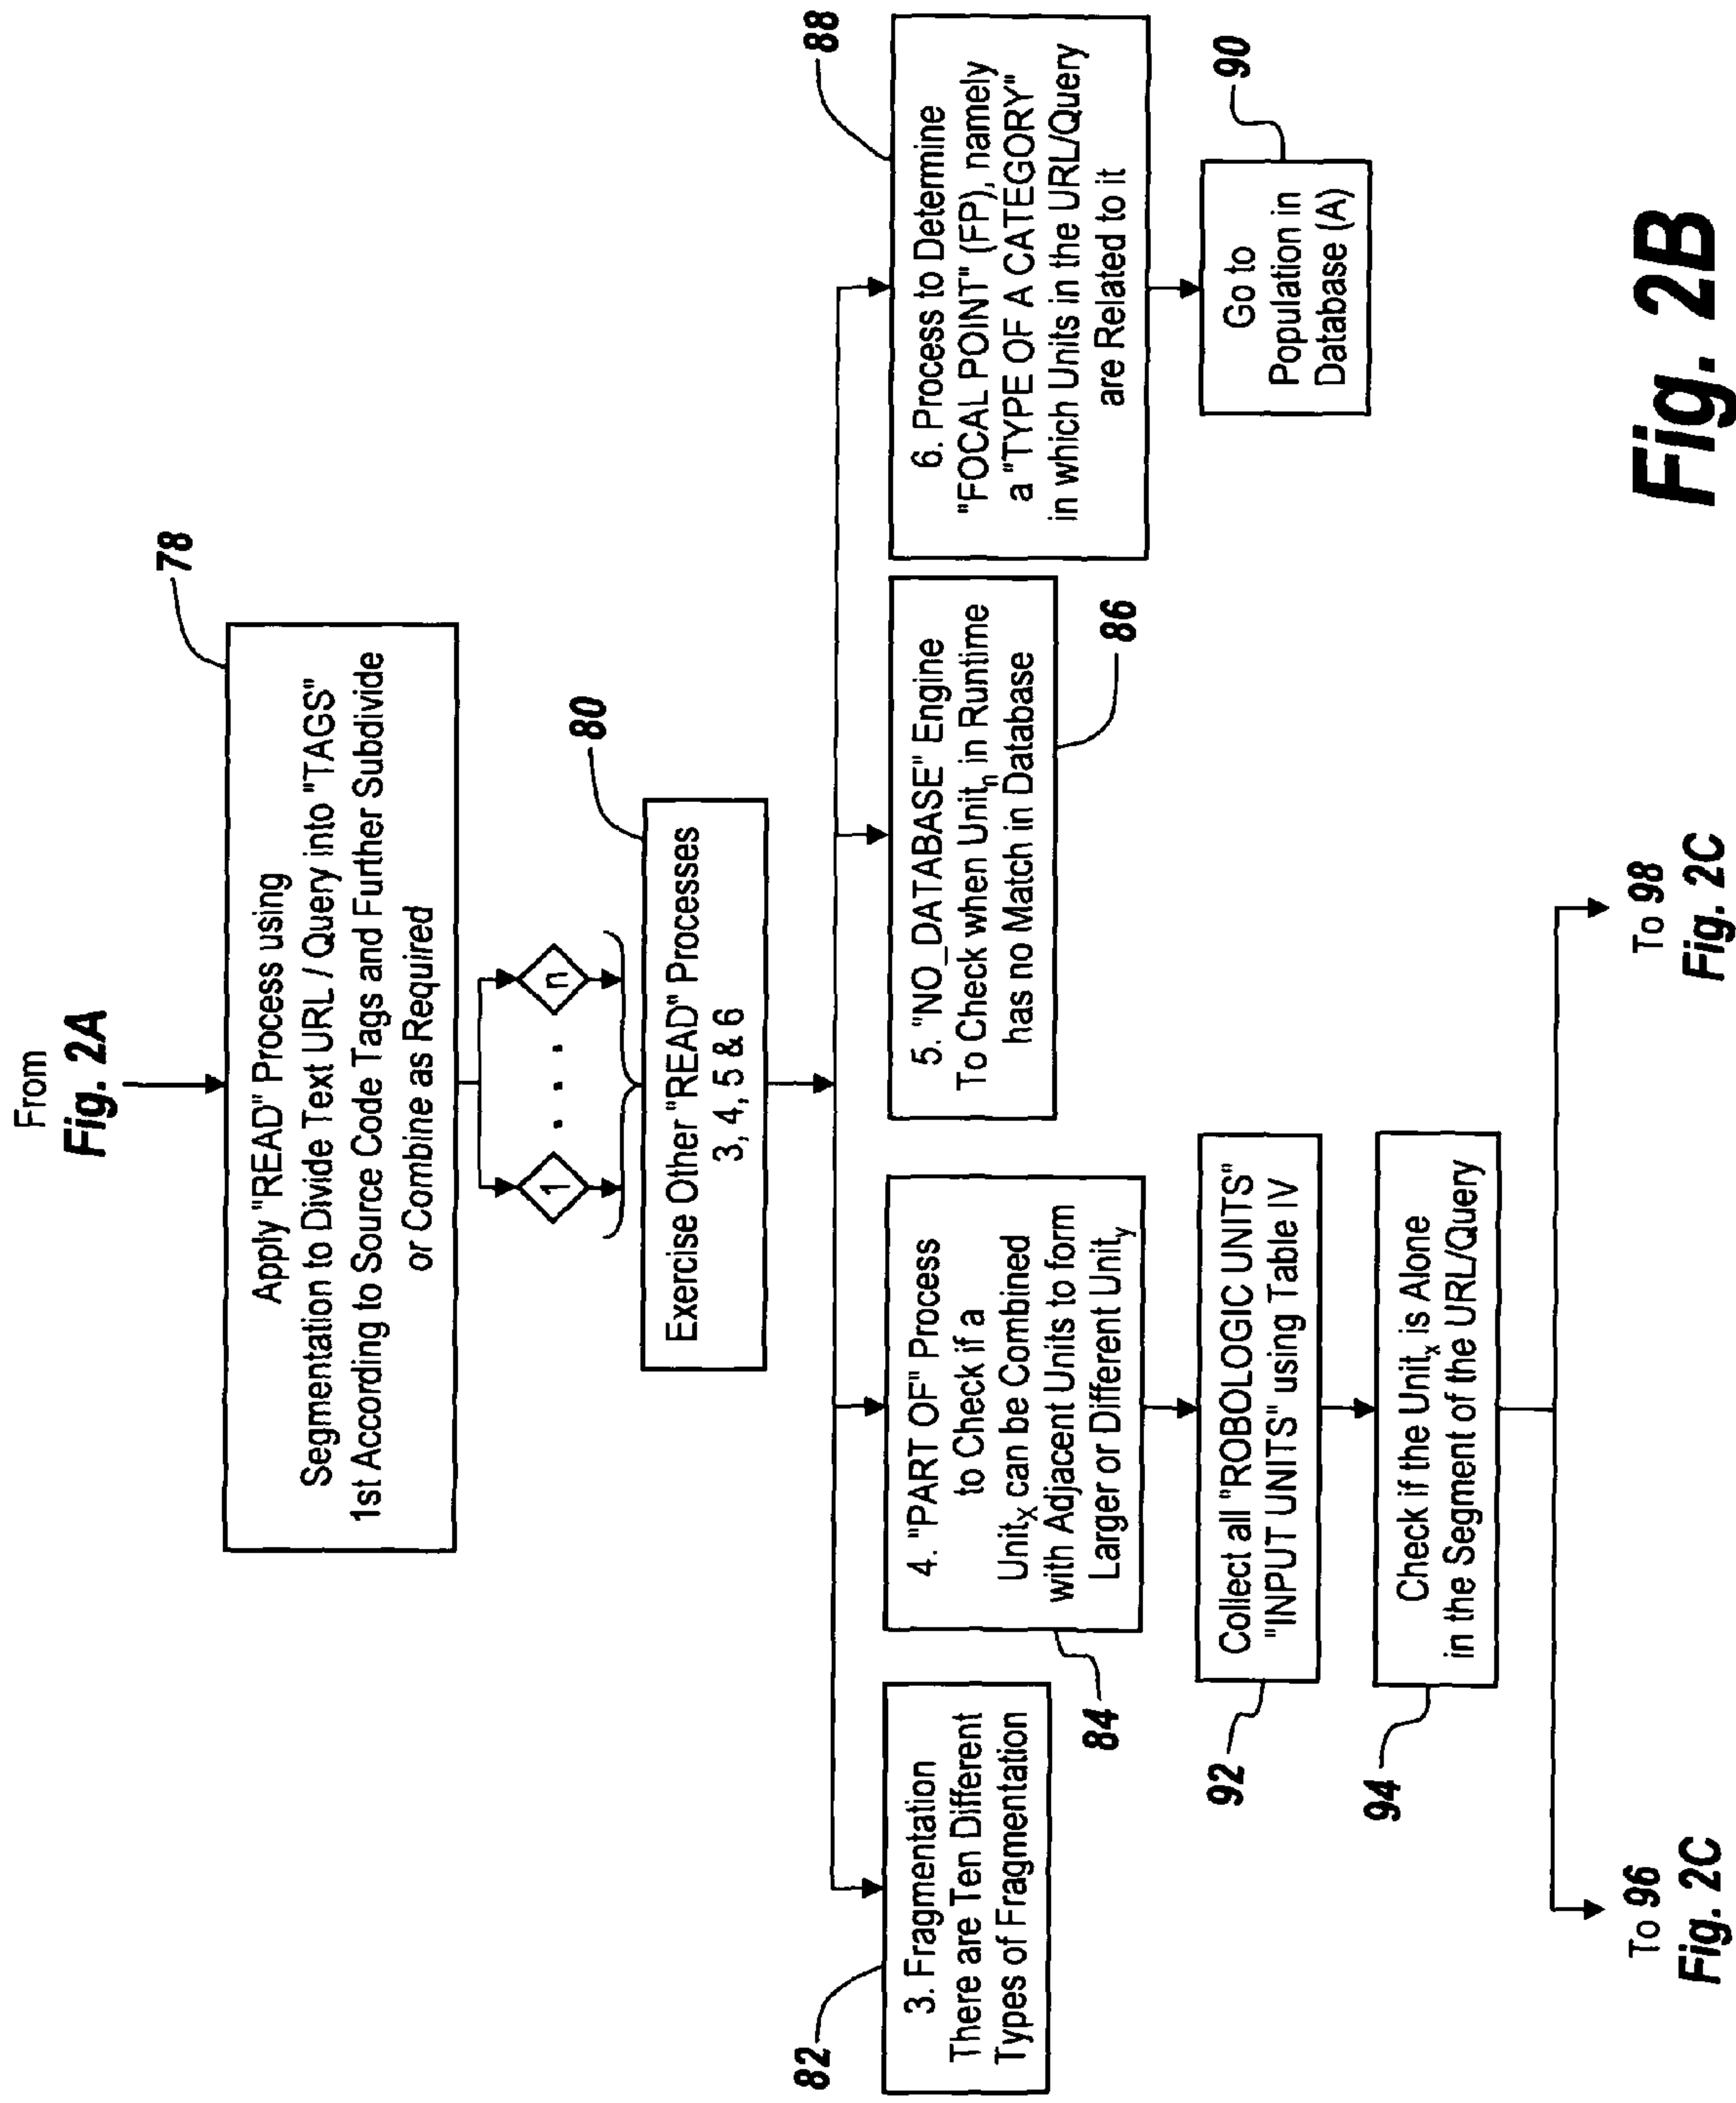 From
Fig. 2A
78
Apply "READ" Process using
Segmentation to Divide Text URL / Query into "TAGS"
1st According to Source Code Tags and Further Subdivide
or Combine as Required
1 . . . . n
80
Exercise Other "READ" Processes
3, 4, 5 & 6
82
3. Fragmentation
There are Ten Different
Types of Fragmentation
84
4. "PART OF" Process
to Check if a
Unitx can be Combined
with Adjacent Units to form
Larger or Different Unity
5. "NO_DATABASE" Engine
To Check when Unitn in Runtime
has no Match in Database
86
88
6. Process to Determine
"FOCAL POINT" (FP), namely
a "TYPE OF A CATEGORY"
in which Units in the URL/Query
are Related to it
90
Go to
Population in
Database (A)
92
Collect all "ROBOLOGIC UNITS"
"INPUT UNITS" using Table IV
94
Check if the Unitx is Alone
in the Segment of the URL/Query
To 96
Fig. 2C
To 98
Fig. 2C
Fig. 2B